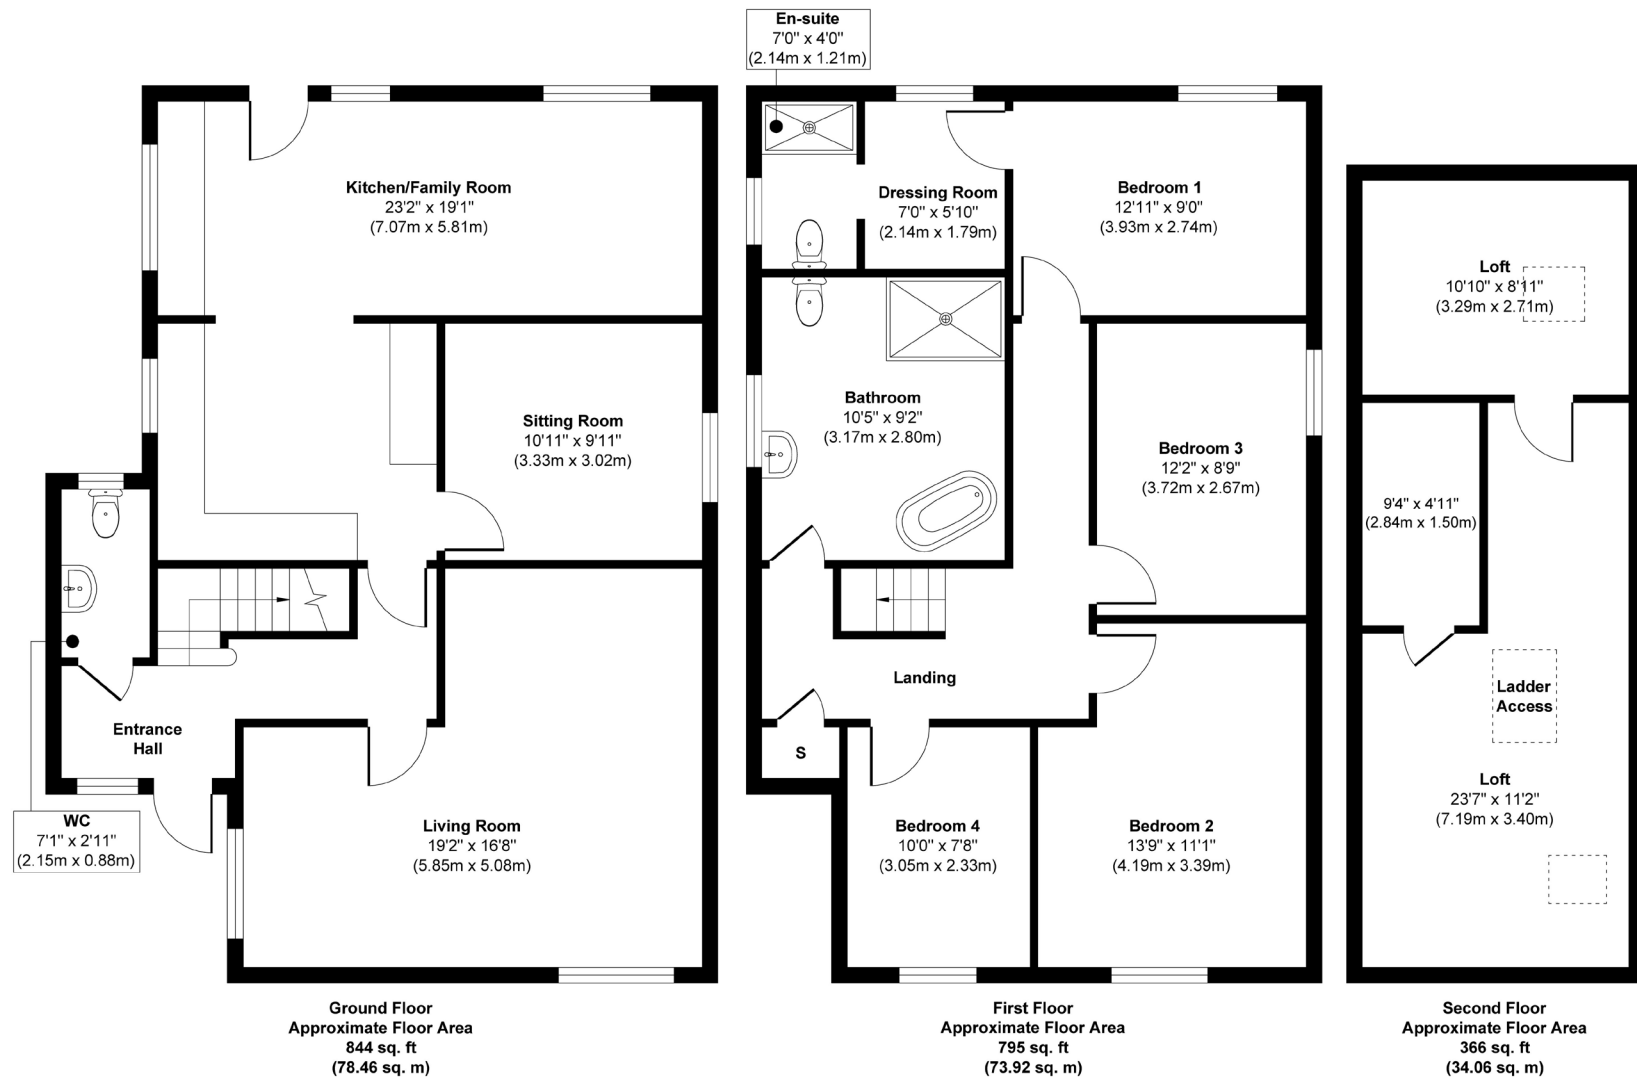 En-suite
7'0" x 4'0"
(2.14m x 1.21m)
Kitchen/Family Room
23'2" x 19'1"
(7.07m x 5.81m)
Sitting Room
10'11" x 9'11"
(3.33m x 3.02m)
Entrance
Hall
WC
7'1" x 2'11"
(2.15m x 0.88m)
Living Room
19'2" x 16'8"
(5.85m x 5.08m)
Ground Floor
Approximate Floor Area
844 sq. ft
(78.46 sq. m)
Dressing Room
7'0" x 5'10"
(2.14m x 1.79m)
Bedroom 1
12'11" x 9'0"
(3.93m x 2.74m)
Bathroom
10'5" x 9'2"
(3.17m x 2.80m)
Bedroom 3
12'2" x 8'9"
(3.72m x 2.67m)
Landing
S
Bedroom 4
10'0" x 7'8"
(3.05m x 2.33m)
Bedroom 2
13'9" x 11'1"
(4.19m x 3.39m)
First Floor
Approximate Floor Area
795 sq. ft
(73.92 sq. m)
Loft
10'10" x 8'11"
(3.29m x 2.71m)
9'4" x 4'11"
(2.84m x 1.50m)
Ladder
Access
Loft
23'7" x 11'2"
(7.19m x 3.40m)
Second Floor
Approximate Floor Area
366 sq. ft
(34.06 sq. m)